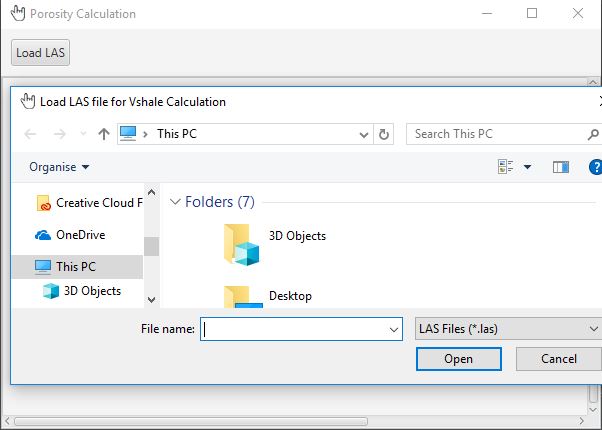 Porosity Calculation
Load LAS
Load LAS file for Vshale Calculation
This PC
Search This PC
Organise
Creative Cloud F
OneDrive
This PC
3D Objects
Folders (7)
3D Objects
Desktop
File name:
LAS Files (*.las)
Open
Cancel